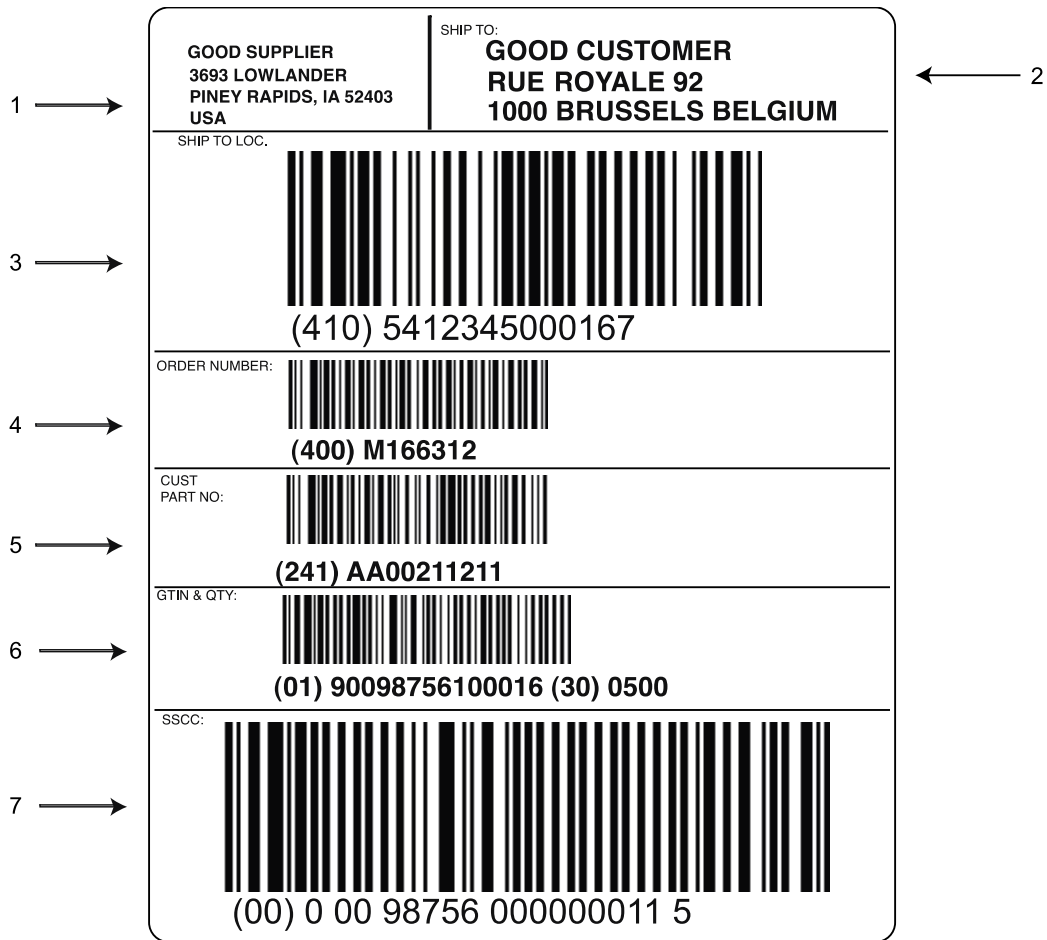 GOOD SUPPLIER
3693 LOWLANDER
PINEY RAPIDS, IA 52403
USA
SHIP TO:
GOOD CUSTOMER
RUE ROYALE 92
1000 BRUSSELS BELGIUM
1
2
SHIP TO LOC.
3
(410) 5412345000167
ORDER NUMBER:
4
(400) M166312
CUST
PART NO:
5
(241) AA00211211
GTIN & QTY:
6
(01) 90098756100016 (30) 0500
SSCC:
7
(00) 0 00 98756 000000011 5